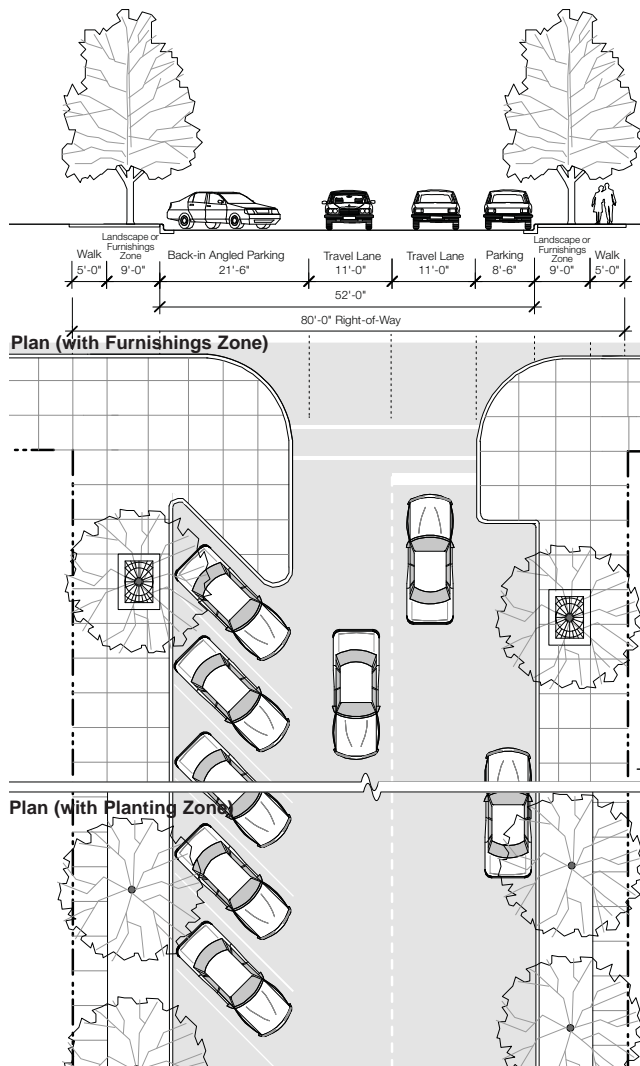 Landscape or
Furnishings
Zone
Landscape or
Furnishings
Zone
Walk
Back-in Angled Parking
Travel Lane
Travel Lane
Parking
Walk
5'-0"
9'-0"
21'-6"
11'-0"
11'-0"
8'-6"
9'-0"
5'-0"
52'-0"
80'-0" Right-of-Way
Plan (with Furnishings Zone)
Plan (with Planting Zone)